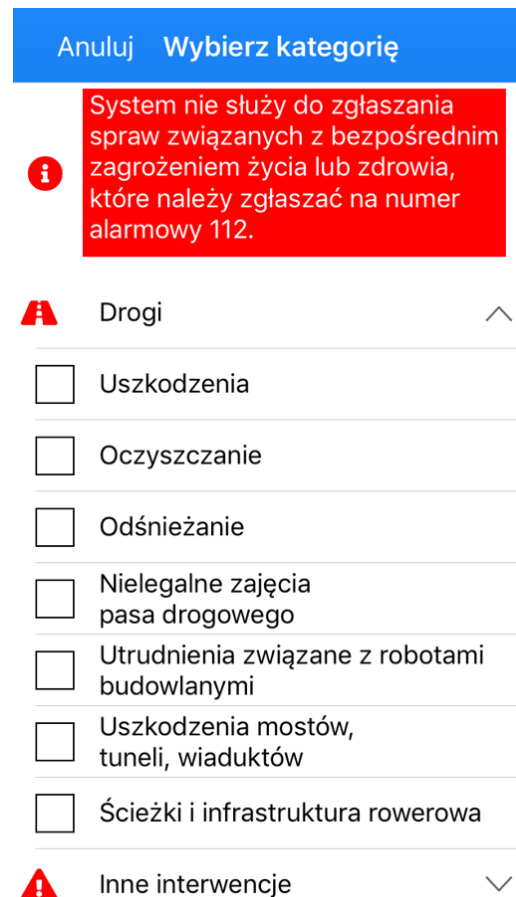 Anuluj Wybierz kategorię
System nie służy do zgłaszania
spraw związanych z bezpośrednim
zagrożeniem życia lub zdrowia,
które należy zgłaszać na numer
alarmowy 112.
Drogi
Uszkodzenia
Oczyszczanie
Odśnieżanie
Nielegalne zajęcia
pasa drogowego
Utrudnienia związane z robotami
budowlanymi
Uszkodzenia mostów,
tuneli, wiaduktów
Ścieżki i infrastruktura rowerowa
Inne interwencje